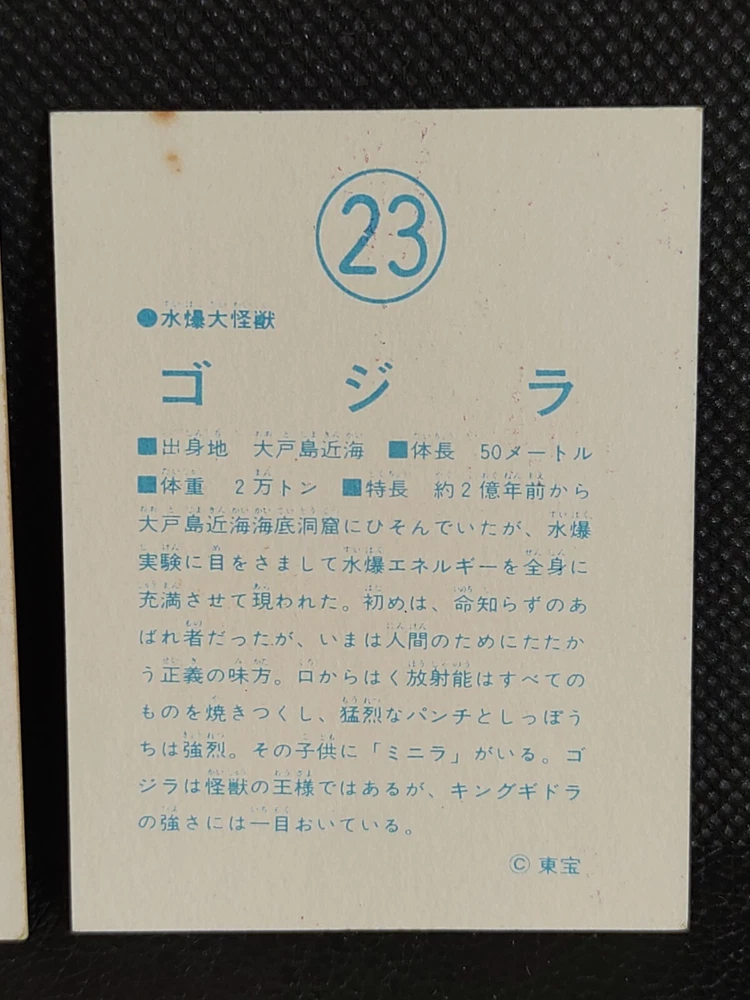 23
●水爆大怪獣
ゴジラ
■出身地　大戸島近海　■体長　50メートル
■体重　2万トン　■特長　約2億年前から
大戸島近海海底洞窟にひそんでいたが、水爆
実験に目をさまして水爆エネルギーを全身に
充満させて現われた。初めは、命知らずのあ
ばれ者だったが、いまは人間のためにたたか
う正義の味方。口からはく放射能はすべての
ものを焼きつくし、猛烈なパンチとしっぽう
ちは強烈。その子供に「ミニラ」がいる。ゴ
ジラは怪獣の王様ではあるが、キングギドラ
の強さには一目おいている。
©東宝